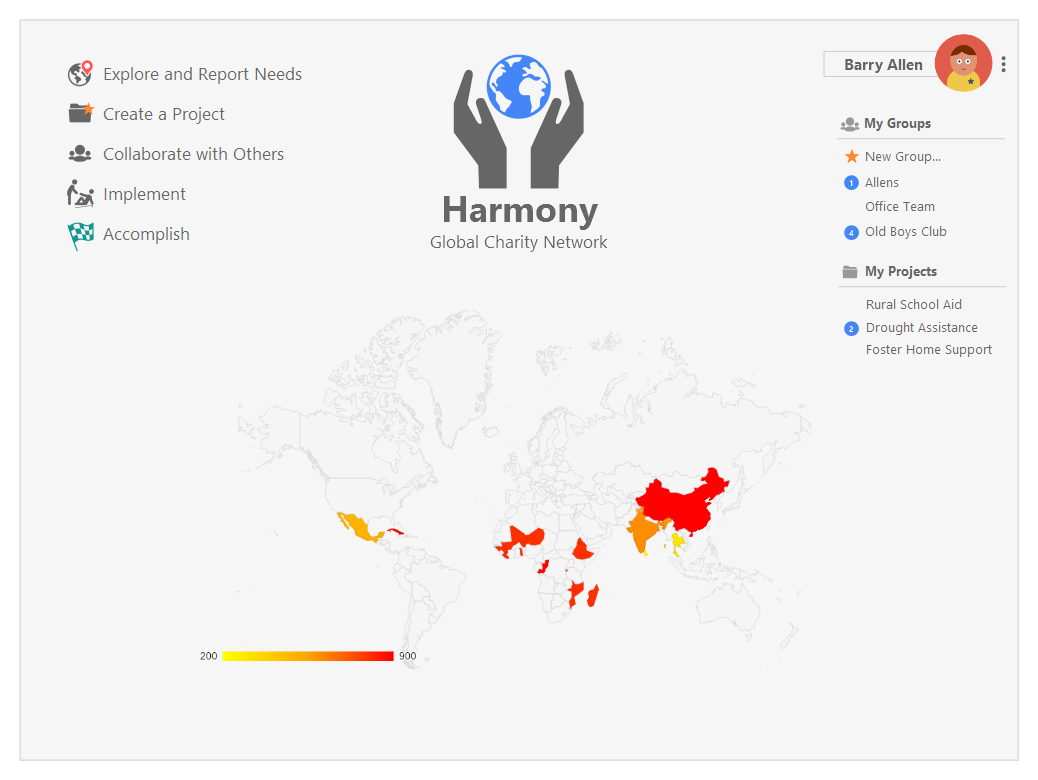 Explore and Report Needs
Create a Project
Collaborate with Others
Implement
Accomplish
Harmony
Global Charity Network
Barry Allen
My Groups
New Group...
1 Allens
Office Team
4 Old Boys Club
My Projects
Rural School Aid
2 Drought Assistance
Foster Home Support
200 900